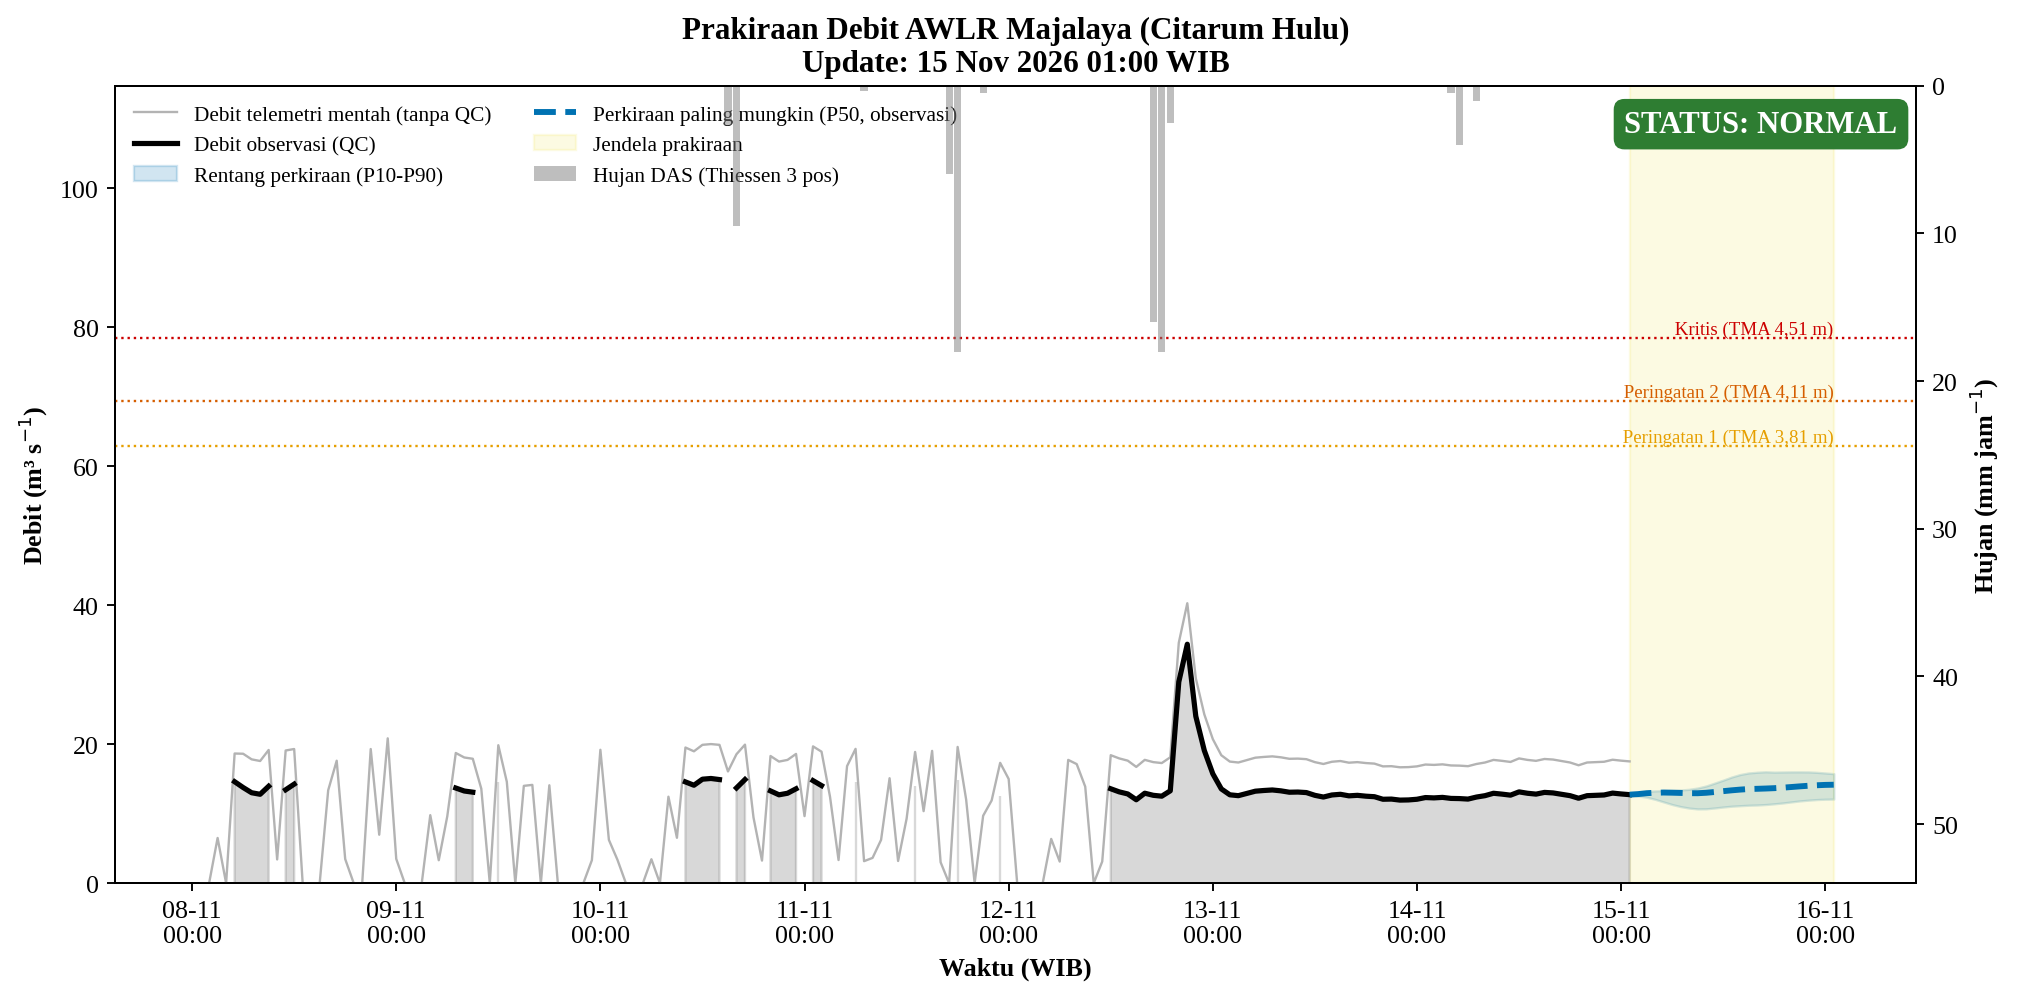 Prakiraan Debit AWLR Majalaya (Citarum Hulu)
Update: 15 Nov 2026 01:00 WIB
Debit telemetri mentah (tanpa QC)
Debit observasi (QC)
Rentang perkiraan (P10-P90)
Perkiraan paling mungkin (P50, observasi)
Jendela prakiraan
Hujan DAS (Thiessen 3 pos)
STATUS: NORMAL
Kritis (TMA 4,51 m)
Peringatan 2 (TMA 4,11 m)
Peringatan 1 (TMA 3,81 m)
Debit (m³ s⁻¹)
100
80
60
40
20
0
Hujan (mm jam⁻¹)
0
10
20
30
40
50
08-11
00:00
09-11
00:00
10-11
00:00
11-11
00:00
12-11
00:00
13-11
00:00
14-11
00:00
15-11
00:00
16-11
00:00
Waktu (WIB)